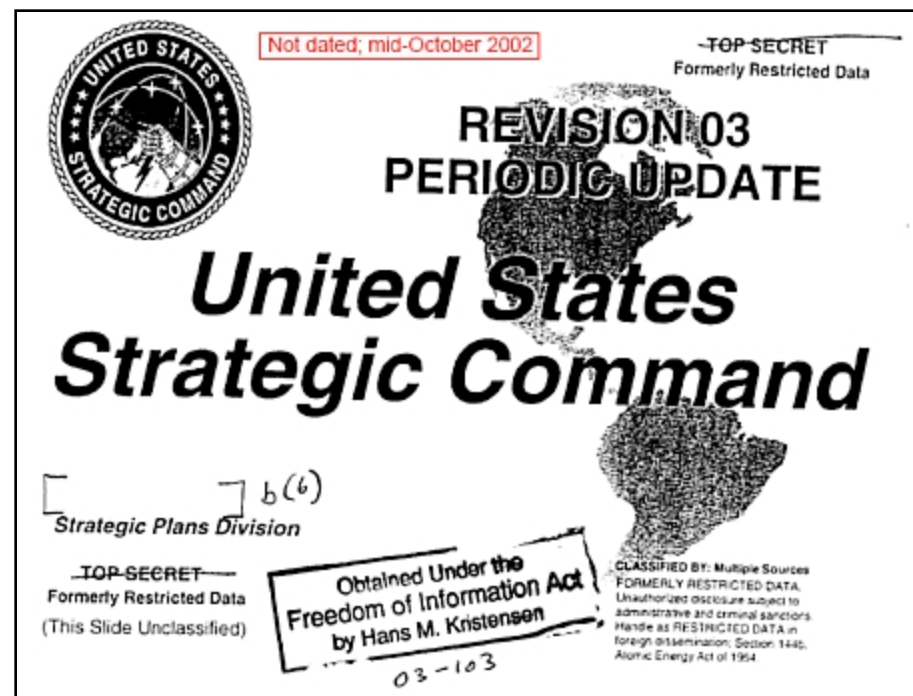 UNITED STATES
STRATEGIC COMMAND
Not dated; mid-October 2002
TOP SECRET
Formerly Restricted Data
REVISION 03
PERIODIC UPDATE
United States
Strategic Command
b(6)
Strategic Plans Division
TOP SECRET
Formerly Restricted Data
(This Slide Unclassified)
Obtained Under the
Freedom of Information Act
by Hans M. Kristensen
03-103
CLASSIFIED BY: Multiple Sources
FORMERLY RESTRICTED DATA
Unauthorized disclosure subject to
administrative and criminal sanctions.
Handle as RESTRICTED DATA in
foreign dissemination; Section 144b,
Atomic Energy Act of 1954.